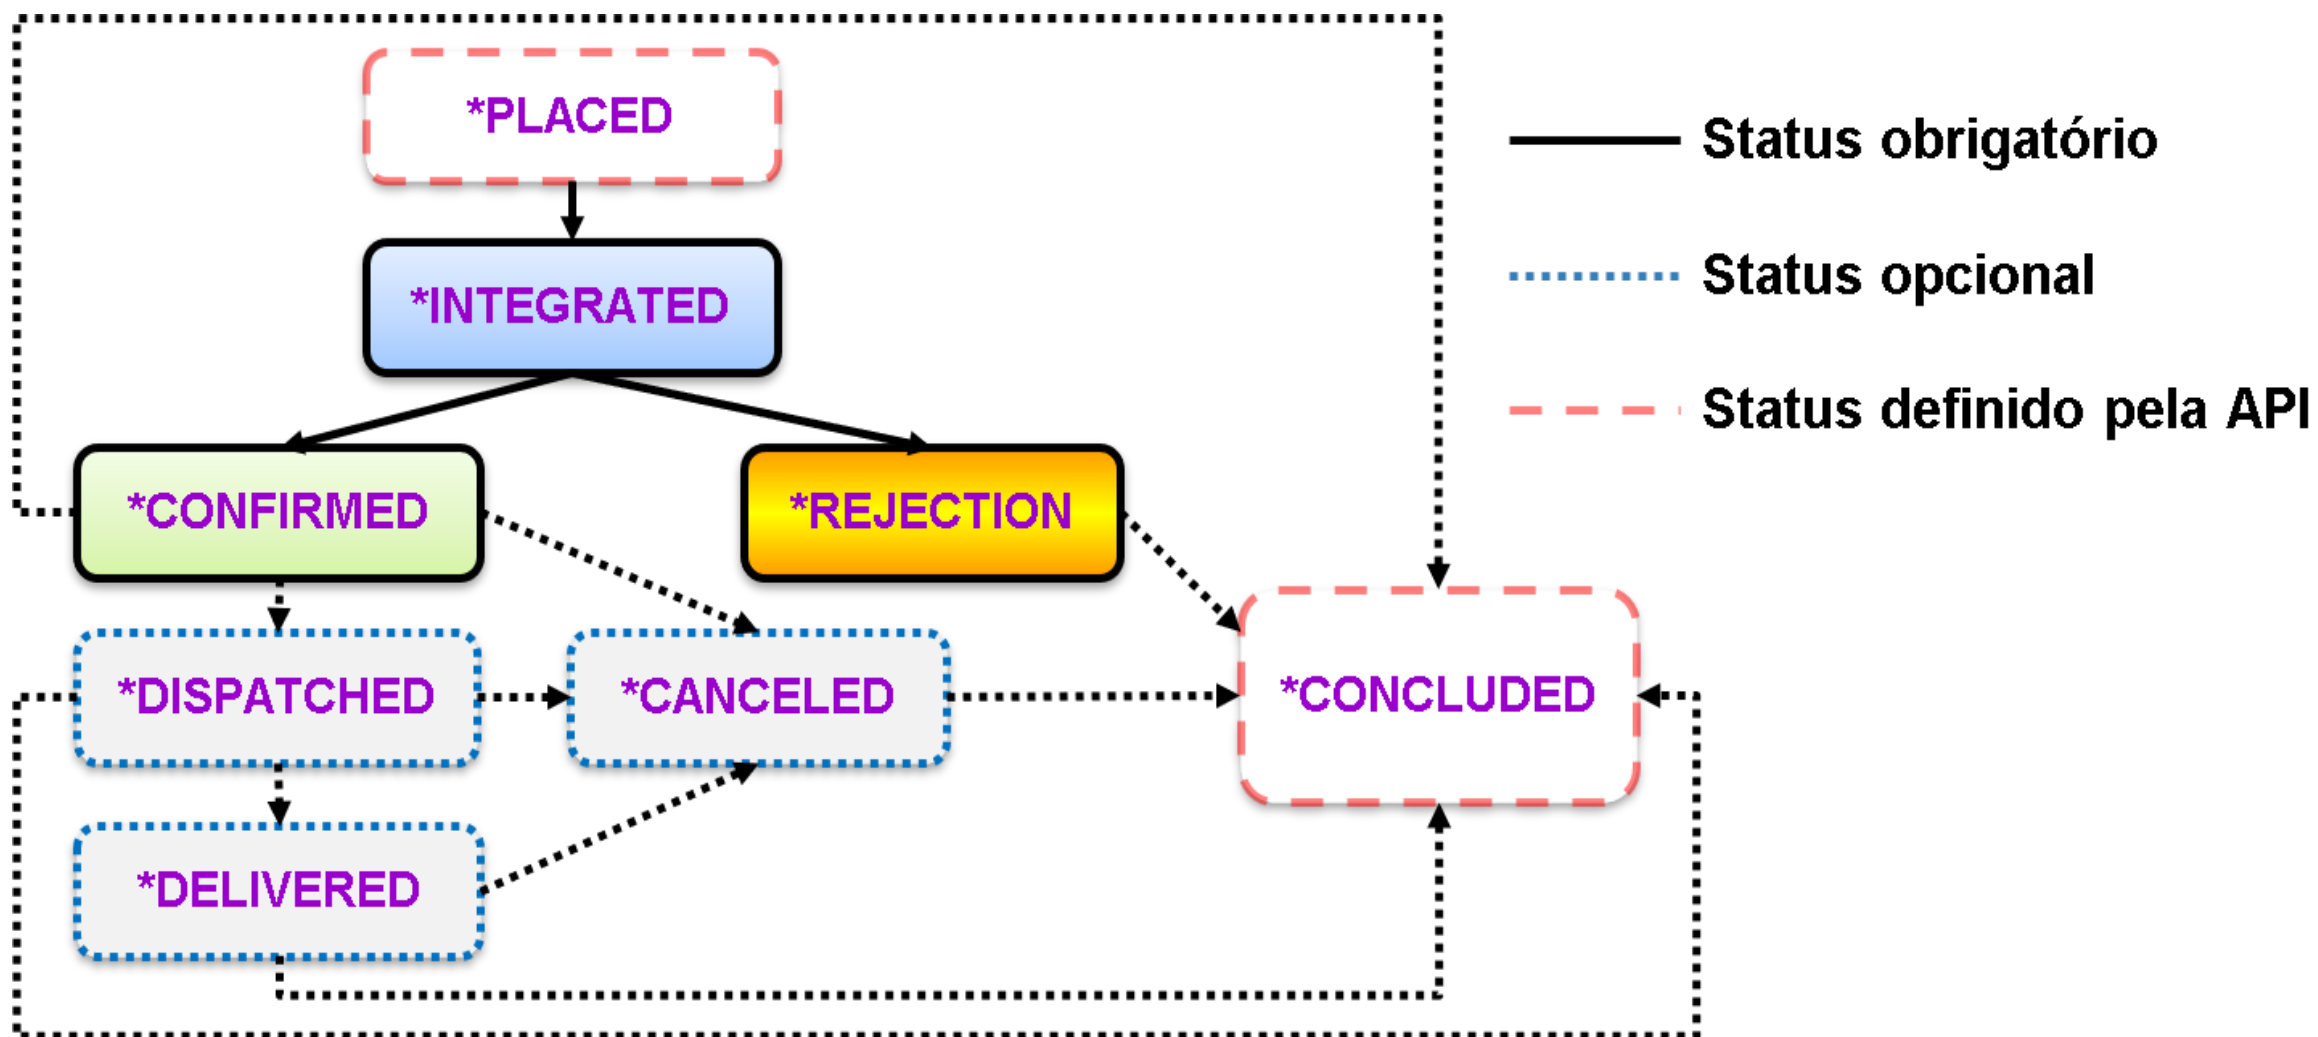 *PLACED
*INTEGRATED
*CONFIRMED
*REJECTION
*DISPATCHED
*CANCELED
*CONCLUDED
*DELIVERED
Status obrigatório
Status opcional
Status definido pela API